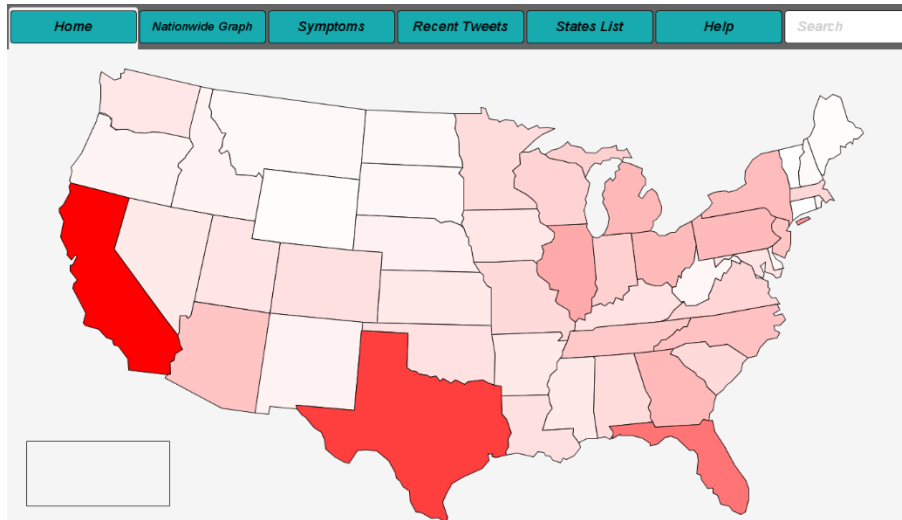 Home
Nationwide Graph
Symptoms
Recent Tweets
States List
Help
Search